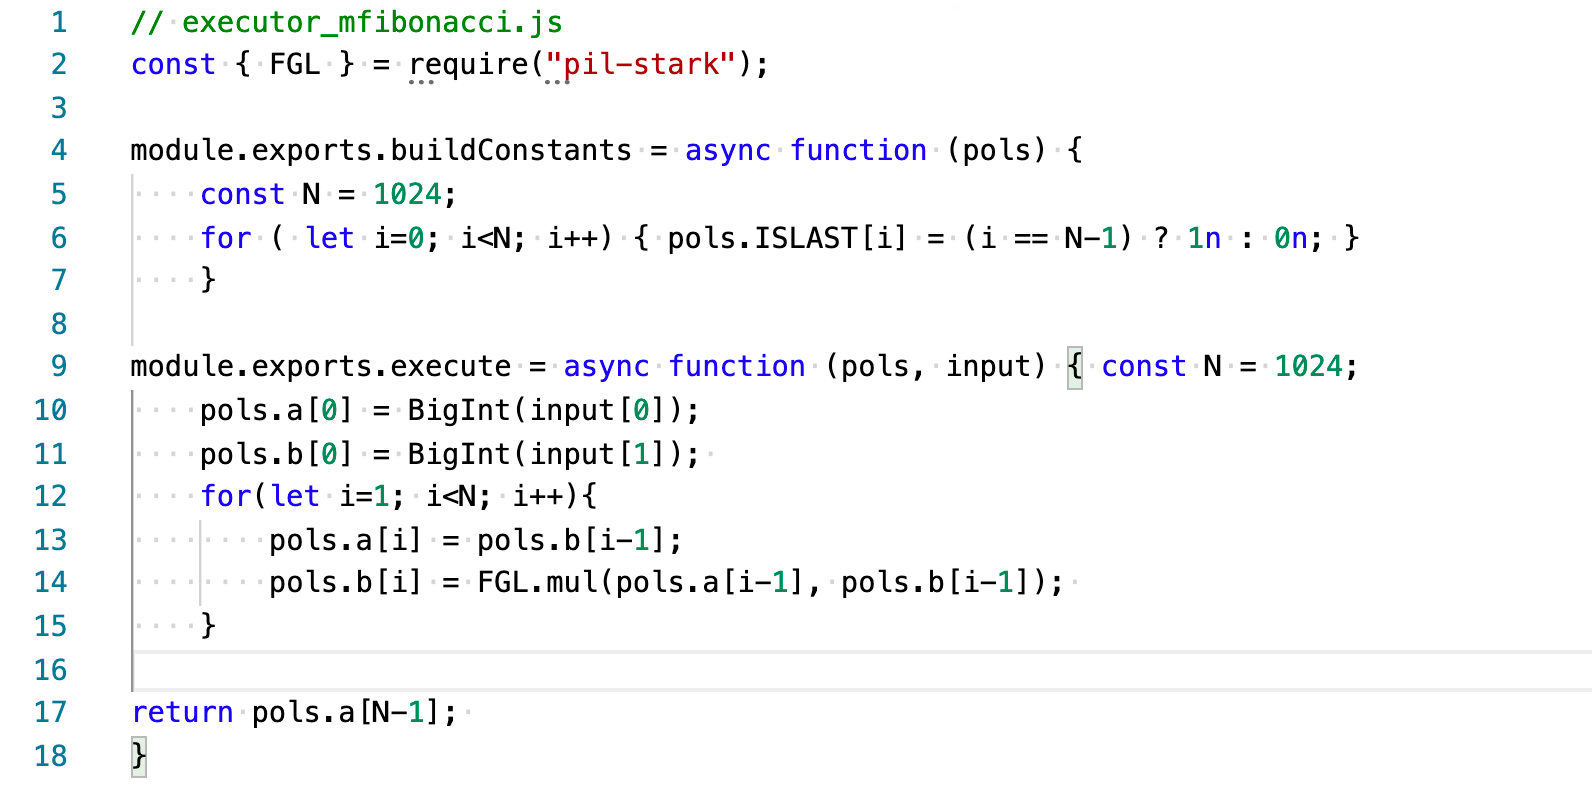 1 // executor_mfibonacci.js
2 const { FGL } = require("pil-stark");
3
4 module.exports.buildConstants = async function (pols) {
5     const N = 1024;
6     for ( let i=0; i<N; i++) { pols.ISLAST[i] = (i == N-1) ? 1n : 0n; }
7     }
8
9 module.exports.execute = async function (pols, input) { const N = 1024;
10     pols.a[0] = BigInt(input[0]);
11     pols.b[0] = BigInt(input[1]);
12     for(let i=1; i<N; i++){
13         pols.a[i] = pols.b[i-1];
14         pols.b[i] = FGL.mul(pols.a[i-1], pols.b[i-1]);
15     }
16
17 return pols.a[N-1];
18 }